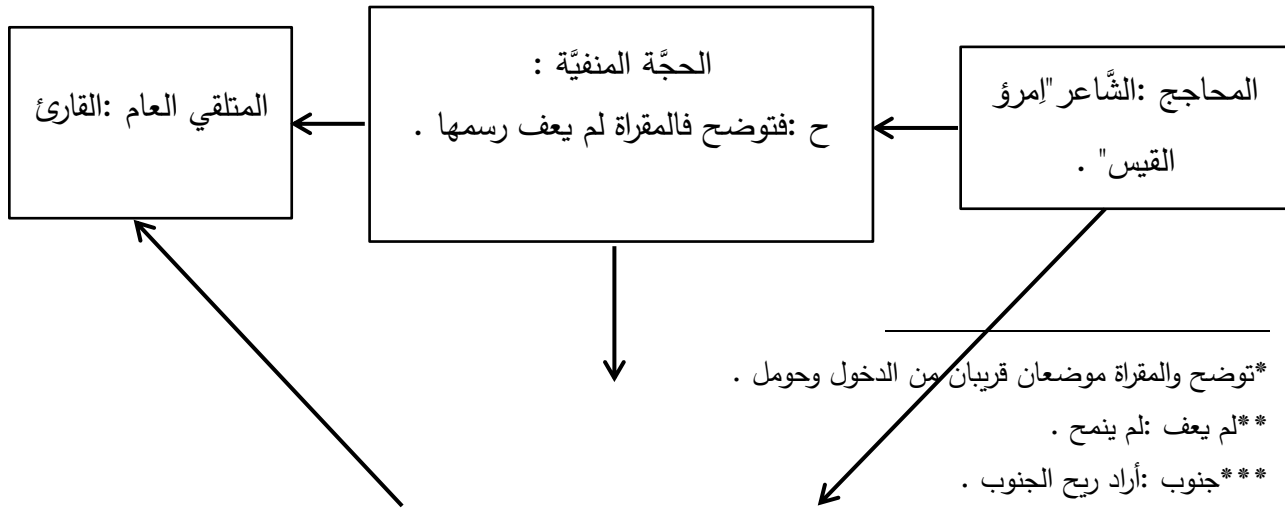 المحاجج :الشَّاعر "اِمرؤ
القيس" .
الحجَّة المنفيَّة :
ح :فتوضح فالمقراة لم يعف رسمها .
المتلقي العام :القارئ
*توضح والمقراة موضعان قريبان من الدخول وحومل .
**لم يعف :لم ينمح .
***جنوب :أراد ريح الجنوب .